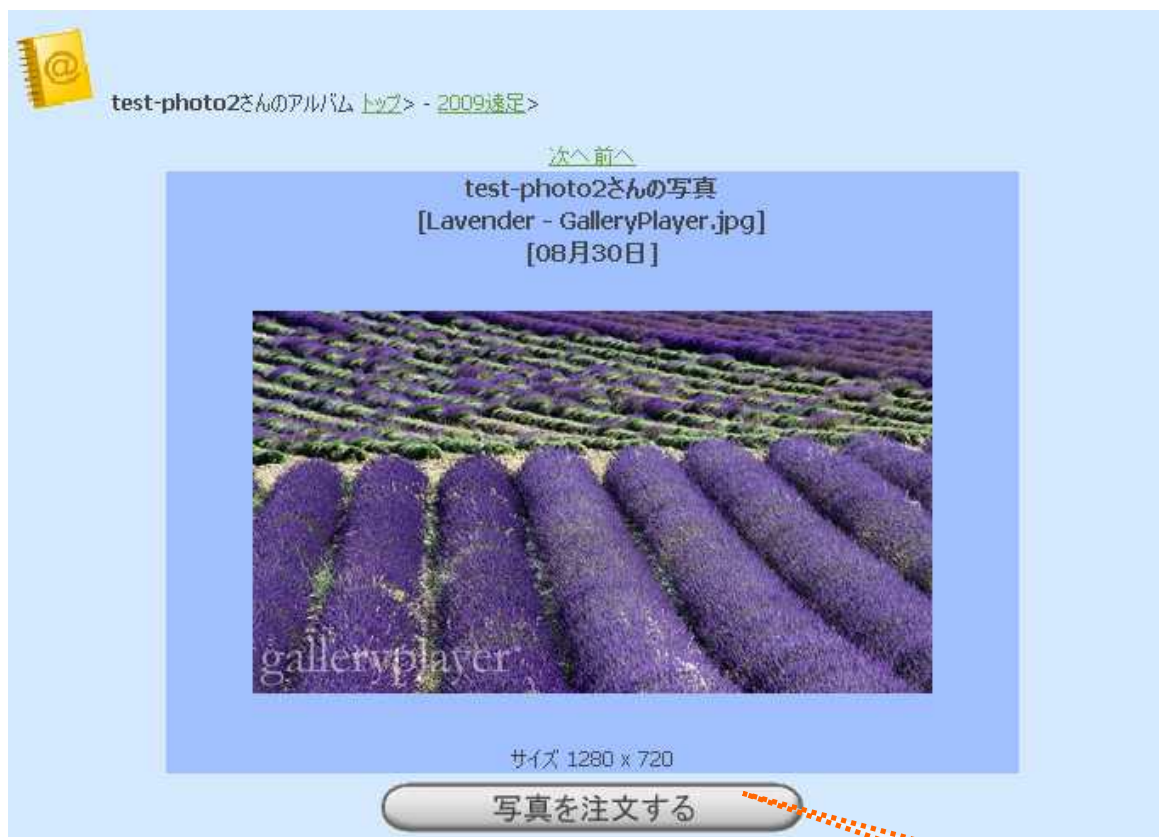 @
test-photo2さんのアルバム トップ> - 2009遠足>
次へ 前へ
test-photo2さんの写真
[Lavender - GalleryPlayer.jpg]
[08月30日]
galleryplayer
サイズ 1280 x 720
写真を注文する